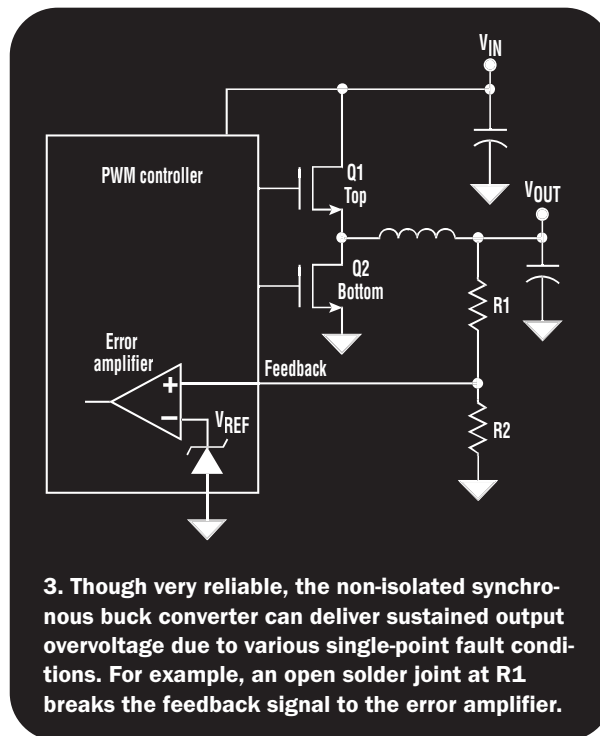 VIN
PWM controller
Q1
Top
VOUT
Q2
Bottom
R1
Error
amplifier
Feedback
+
–
VREF
R2
3. Though very reliable, the non-isolated synchro-
nous buck converter can deliver sustained output
overvoltage due to various single-point fault condi-
tions. For example, an open solder joint at R1
breaks the feedback signal to the error amplifier.